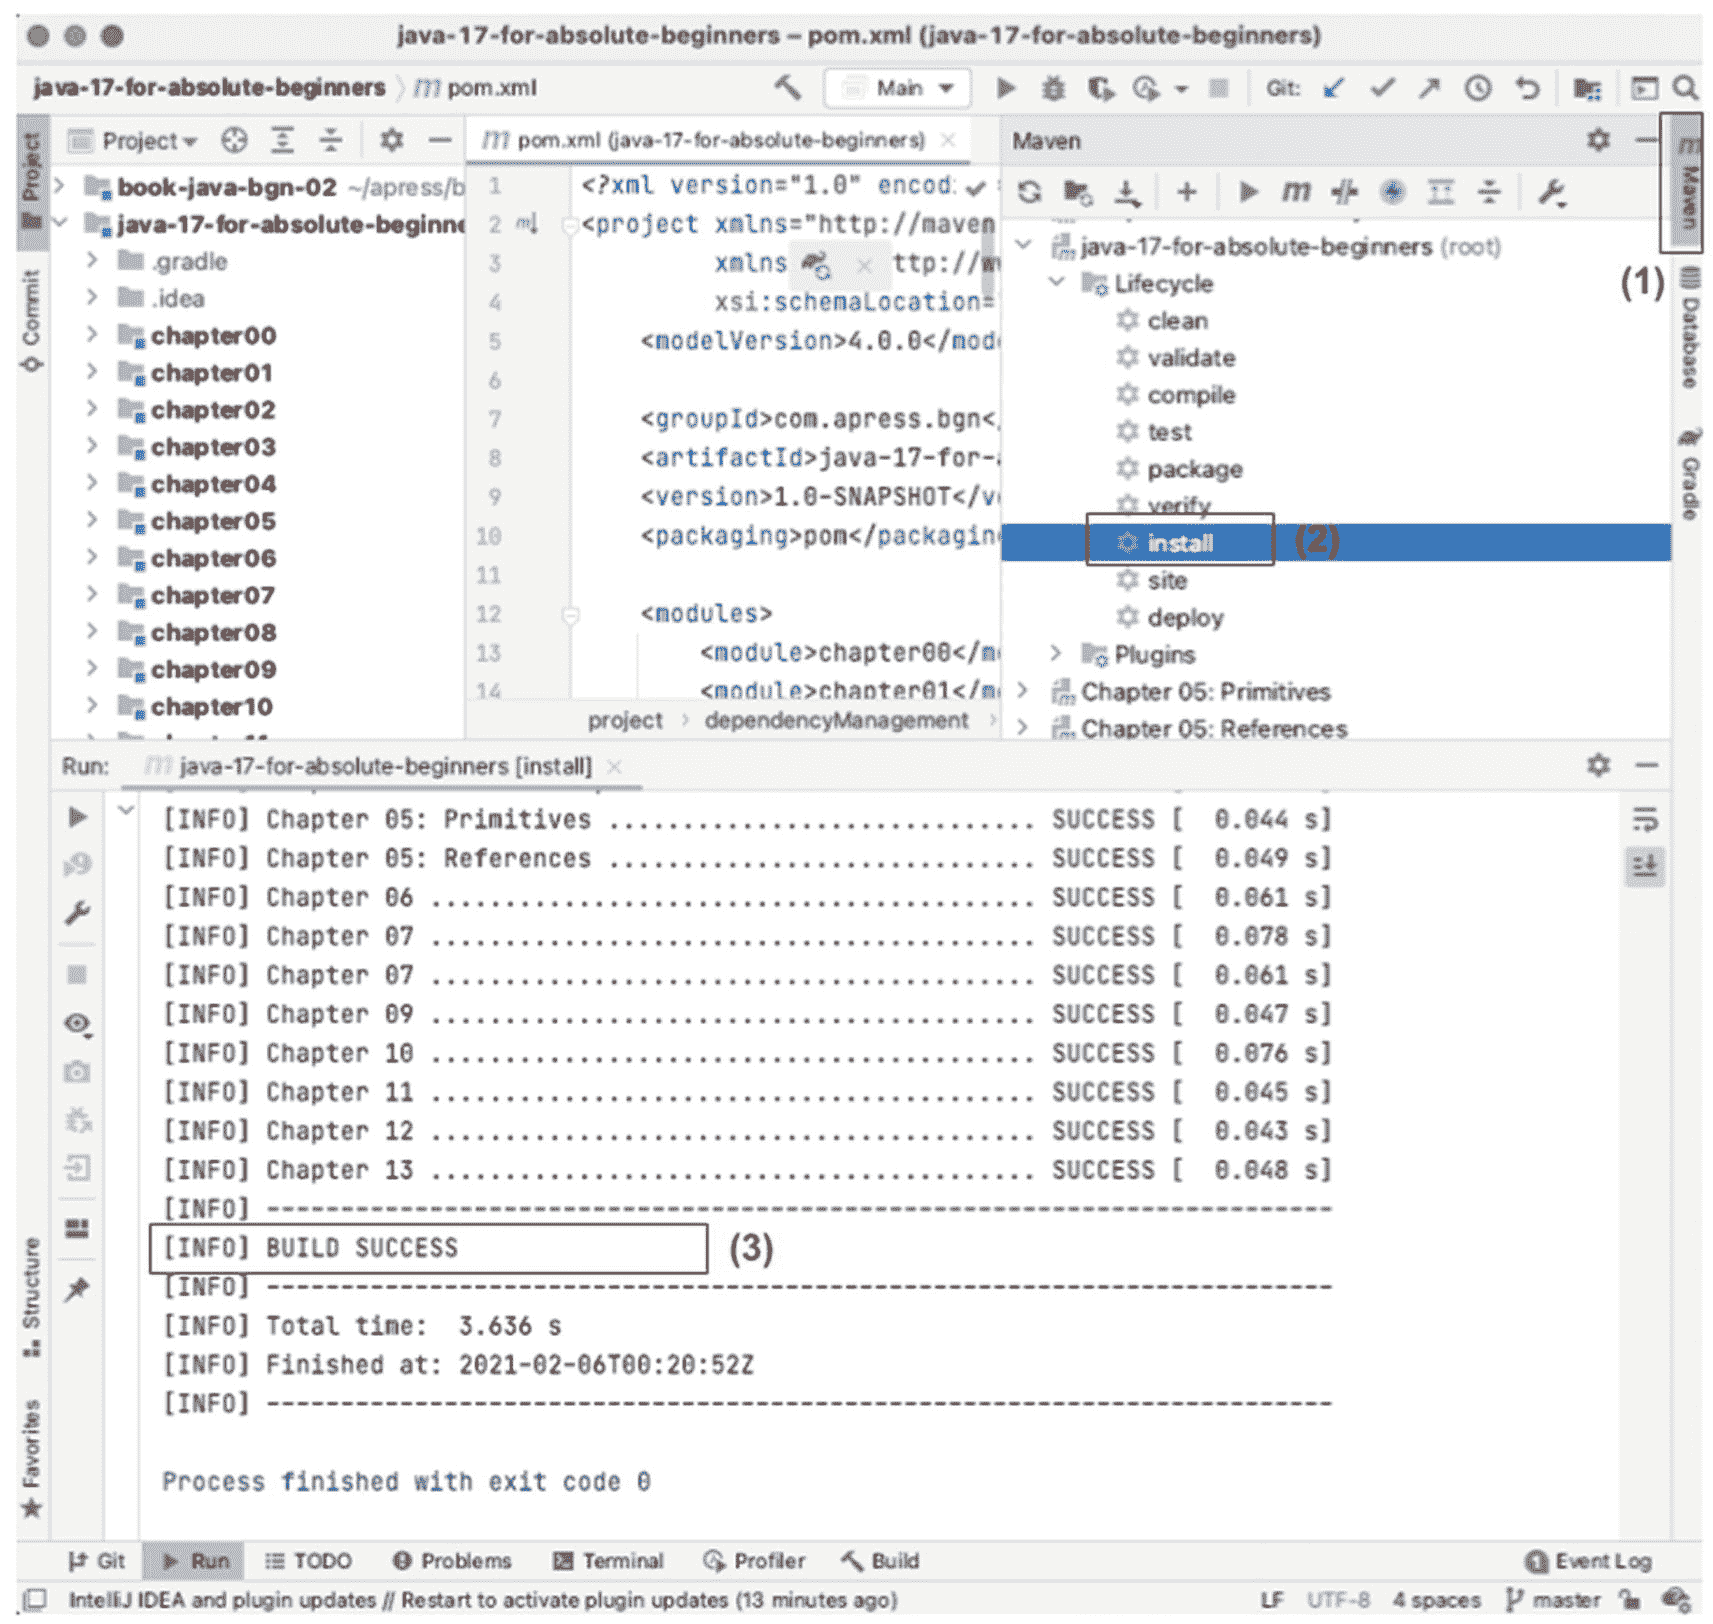 java-17-for-absolute-beginners – pom.xml (java-17-for-absolute-beginners)
java-17-for-absolute-beginners pom.xml
Main
Git:
Project
Commit
Structure
Favorites
Project
book-java-bgn-02 ~/apress/b
java-17-for-absolute-beginne
.gradle
.idea
chapter00
chapter01
chapter02
chapter03
chapter04
chapter05
chapter06
chapter07
chapter08
chapter09
chapter10
pom.xml (java-17-for-absolute-beginners)
1 <?xml version="1.0" encod
2 <project xmlns="http://maven
3 xmlns ttp://w
4 xsi:schemaLocation=
5 <modelVersion>4.0.0</mode
6
7 <groupId>com.apress.bgn</
8 <artifactId>java-17-for-
9 <version>1.0-SNAPSHOT</ve
10 <packaging>pom</packagin
11
12 <modules>
13 <module>chapter00</m
14 <module>chapter01</m
project › dependencyManagement ›
Maven
java-17-for-absolute-beginners (root)
Lifecycle
clean
validate
compile
test
package
verify
install (2)
site
deploy
Plugins
Chapter 05: Primitives
Chapter 05: References
Maven
(1)
Database
Gradle
Run: java-17-for-absolute-beginners [install]
[INFO] Chapter 05: Primitives ............................. SUCCESS [  0.044 s]
[INFO] Chapter 05: References ............................. SUCCESS [  0.049 s]
[INFO] Chapter 06 ......................................... SUCCESS [  0.061 s]
[INFO] Chapter 07 ......................................... SUCCESS [  0.078 s]
[INFO] Chapter 07 ......................................... SUCCESS [  0.061 s]
[INFO] Chapter 09 ......................................... SUCCESS [  0.047 s]
[INFO] Chapter 10 ......................................... SUCCESS [  0.076 s]
[INFO] Chapter 11 ......................................... SUCCESS [  0.045 s]
[INFO] Chapter 12 ......................................... SUCCESS [  0.043 s]
[INFO] Chapter 13 ......................................... SUCCESS [  0.048 s]
[INFO] ------------------------------------------------------------------------
[INFO] BUILD SUCCESS (3)
[INFO] ------------------------------------------------------------------------
[INFO] Total time:  3.636 s
[INFO] Finished at: 2021-02-06T00:20:52Z
[INFO] ------------------------------------------------------------------------
Process finished with exit code 0
Git Run TODO Problems Terminal Profiler Build Event Log
IntelliJ IDEA and plugin updates // Restart to activate plugin updates (13 minutes ago) LF UTF-8 4 spaces master